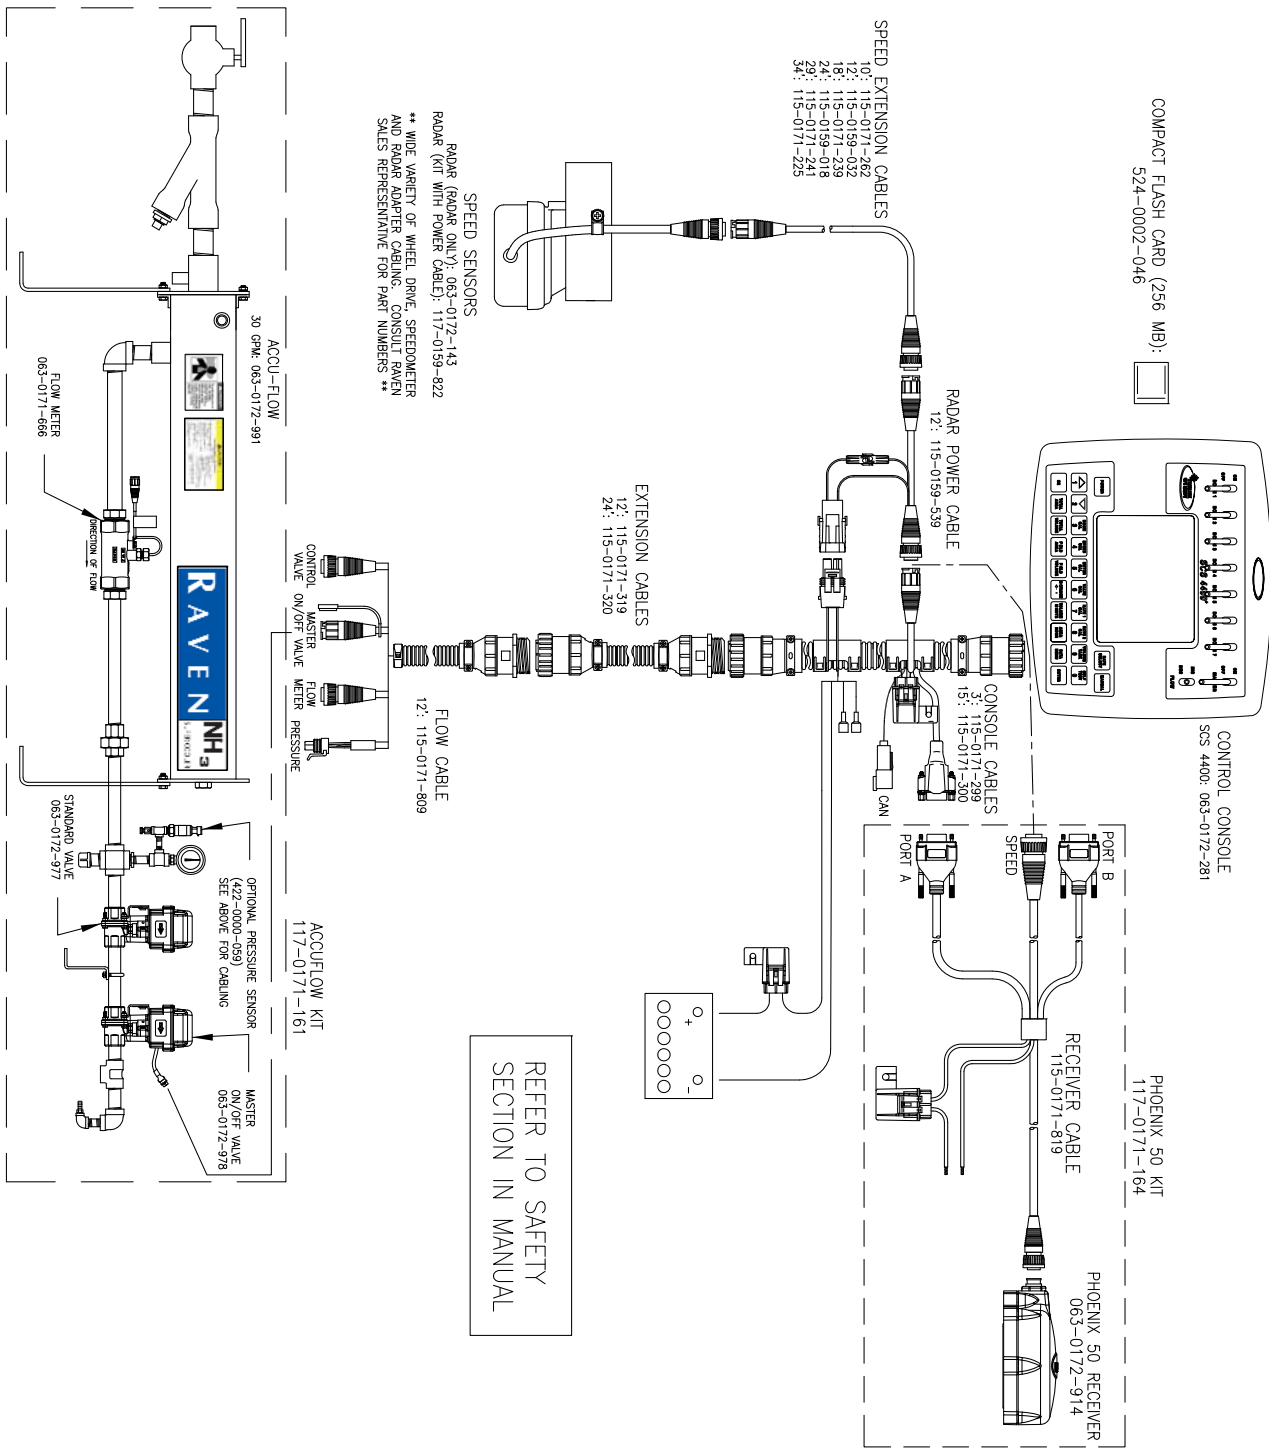 COMPACT FLASH CARD (256 MB):
524-0002-046
CONTROL CONSOLE
SCS 4400: 063-0172-281
SCS 4400
ON
OFF
POWER
MANUAL
FLOW
SPEED EXTENSION CABLES
10': 115-0171-262
12': 115-0159-032
18': 115-0171-239
24': 115-0159-018
29': 115-0171-241
34': 115-0171-225
RADAR POWER CABLE
12': 115-0159-539
CONSOLE CABLES
3': 115-0171-299
15': 115-0171-300
CAN
PORT B
SPEED
PORT A
PHOENIX 50 KIT
117-0171-164
RECEIVER CABLE
115-0171-819
PHOENIX 50 RECEIVER
063-0172-914
SPEED SENSORS
RADAR (RADAR ONLY): 063-0172-143
RADAR (KIT WITH POWER CABLE): 117-0159-822
** WIDE VARIETY OF WHEEL DRIVE, SPEEDOMETER
AND RADAR ADAPTER CABLING. CONSULT RAVEN
SALES REPRESENTATIVE FOR PART NUMBERS **
EXTENSION CABLES
12': 115-0171-319
24': 115-0171-320
+
-
REFER TO SAFETY
SECTION IN MANUAL
FLOW CABLE
12': 115-0171-809
CONTROL
VALVE
MASTER
ON/OFF VALVE
FLOW
METER
PRESSURE
ACCU-FLOW
30 GPM: 063-0172-991
ACCUFLOW KIT
117-0171-161
RAVEN
NH3
FLOW METER
063-0171-666
DIRECTION OF FLOW
STANDARD VALVE
063-0172-977
OPTIONAL PRESSURE SENSOR
(422-0000-059)
SEE ABOVE FOR CABLING
MASTER
ON/OFF VALVE
063-0172-978